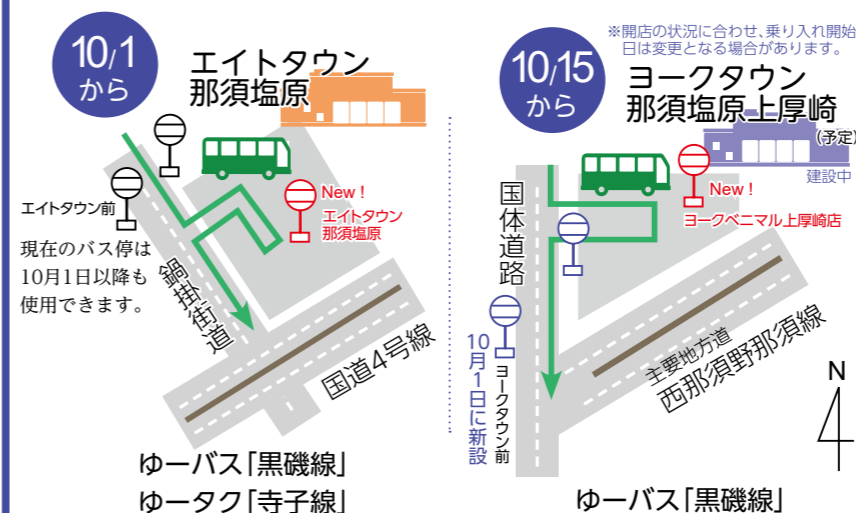 10/1
から
エイトタウン
那須塩原
New!
エイトタウン
那須塩原
エイトタウン前
現在のバス停は
10月1日以降も
使用できます。
鍋掛街道
国道4号線
ゆーバス「黒磯線」
ゆータク「寺子線」
※開店の状況に合わせ、乗り入れ開始
日は変更となる場合があります。
10/15
から
ヨークタウン
那須塩原上厚崎
(予定)
建設中
New!
ヨークベニマル上厚崎店
国体道路
ヨークタウン前
10月1日に新設
主要地方道
西那須野那須線
N
ゆーバス「黒磯線」